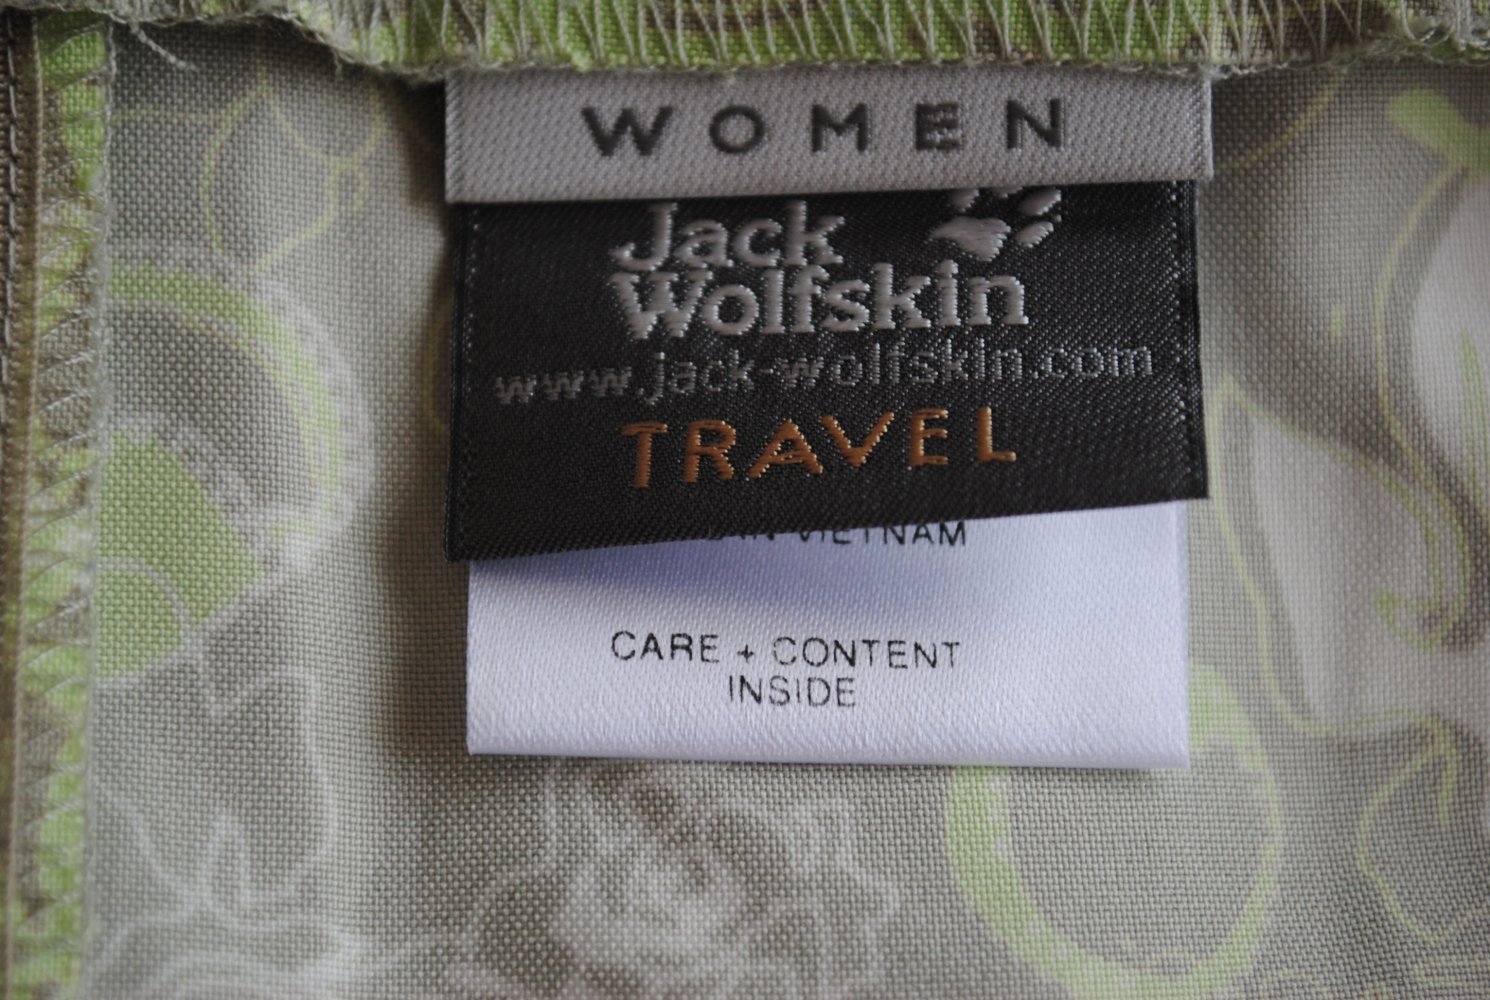 WOMEN
Jack
Wolfskin
www.jack-wolfskin.com
TRAVEL
VIETNAM
CARE + CONTENT
INSIDE